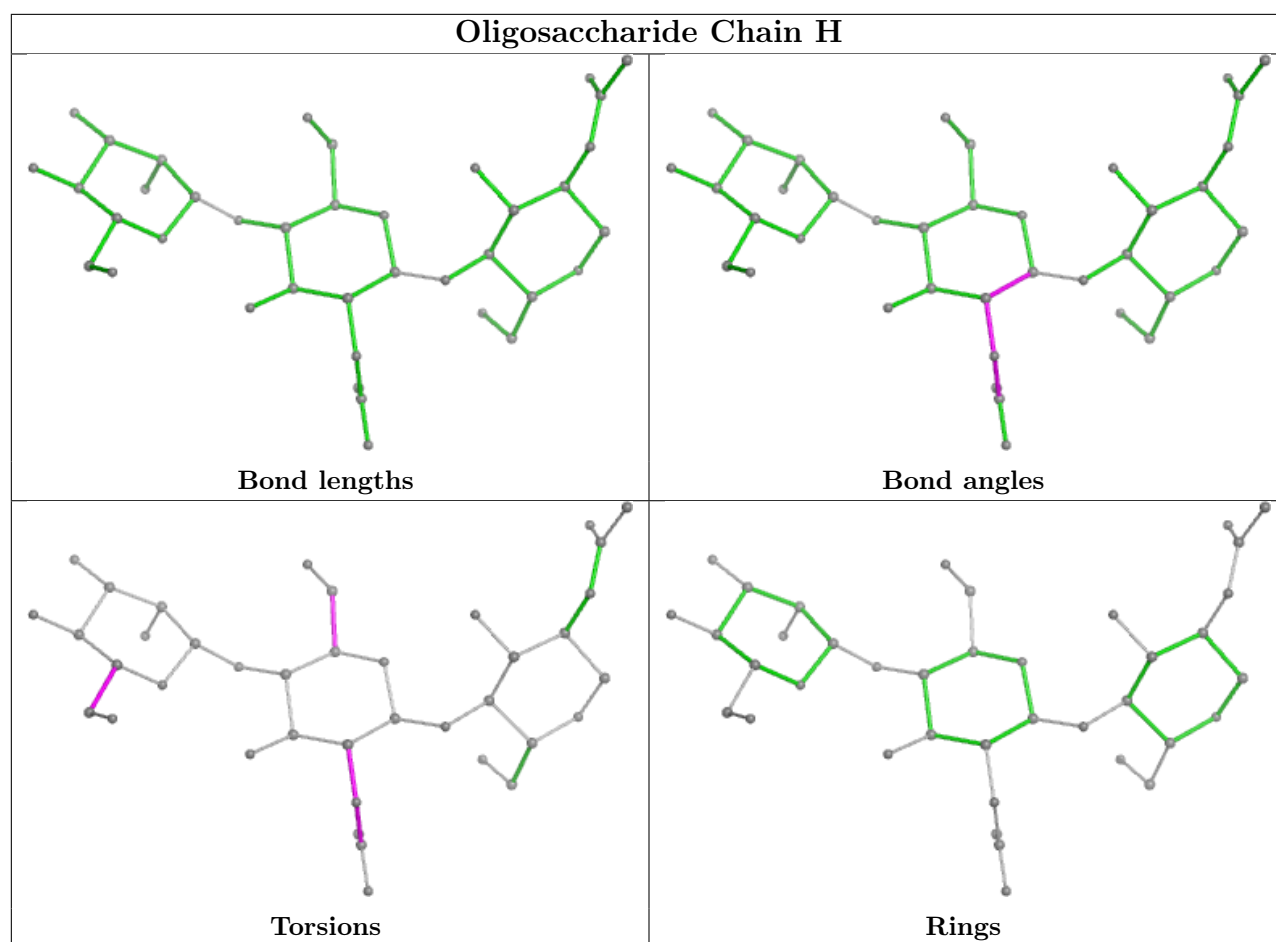 Oligosaccharide Chain H
Bond lengths
Bond angles
Torsions
Rings